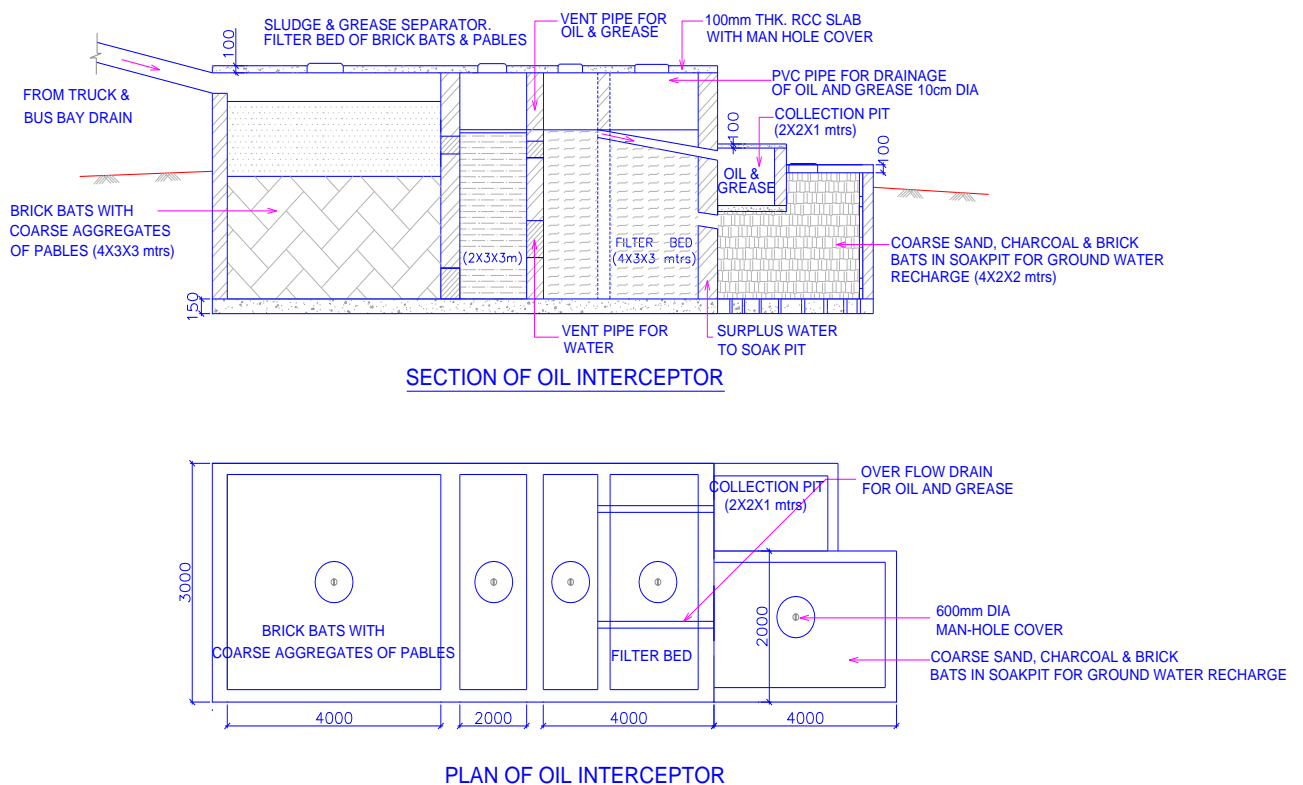 SLUDGE & GREASE SEPARATOR.
FILTER BED OF BRICK BATS & PABLES
VENT PIPE FOR
OIL & GREASE
100mm THK. RCC SLAB
WITH MAN HOLE COVER
100
FROM TRUCK &
BUS BAY DRAIN
PVC PIPE FOR DRAINAGE
OF OIL AND GREASE 10cm DIA
COLLECTION PIT
(2X2X1 mtrs)
100
100
OIL &
GREASE
BRICK BATS WITH
COARSE AGGREGATES
OF PABLES (4X3X3 mtrs)
(2X3X3m)
FILTER BED
(4X3X3 mtrs)
COARSE SAND, CHARCOAL & BRICK
BATS IN SOAKPIT FOR GROUND WATER
RECHARGE (4X2X2 mtrs)
150
VENT PIPE FOR
WATER
SURPLUS WATER
TO SOAK PIT
SECTION OF OIL INTERCEPTOR
OVER FLOW DRAIN
FOR OIL AND GREASE
COLLECTION PIT
(2X2X1 mtrs)
3000
2000
BRICK BATS WITH
COARSE AGGREGATES OF PABLES
FILTER BED
600mm DIA
MAN-HOLE COVER
COARSE SAND, CHARCOAL & BRICK
BATS IN SOAKPIT FOR GROUND WATER RECHARGE
4000
2000
4000
4000
PLAN OF OIL INTERCEPTOR